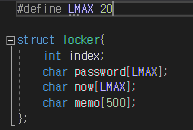 #define LMAX 20
struct locker{
int index;
char password[LMAX];
char now[LMAX];
char memo[500];
};